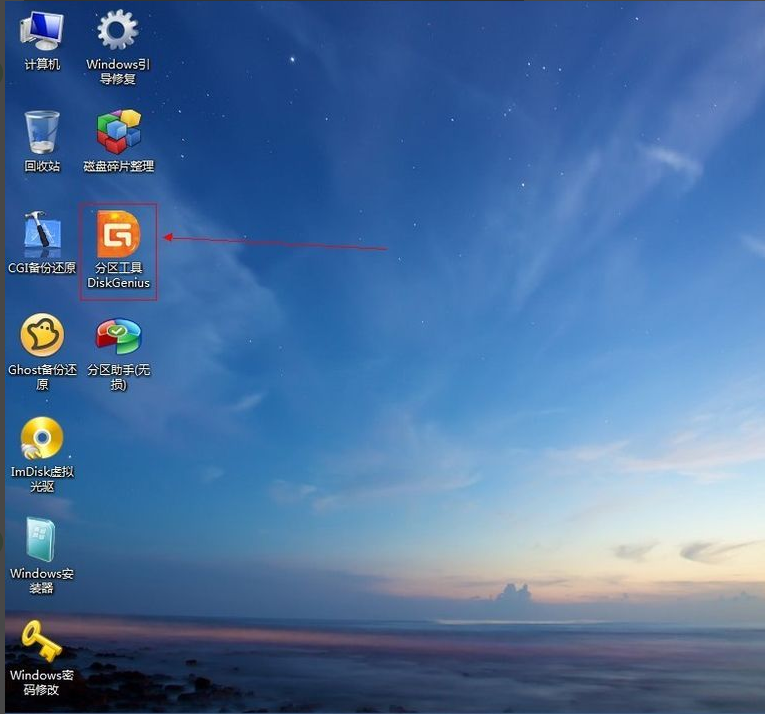 计算机
Windows引
导修复
回收站
磁盘碎片整理
CGI备份还原
分区工具
DiskGenius
Ghost备份还
原
分区助手(无
损)
ImDisk虚拟
光驱
Windows安
装器
Windows密
码修改